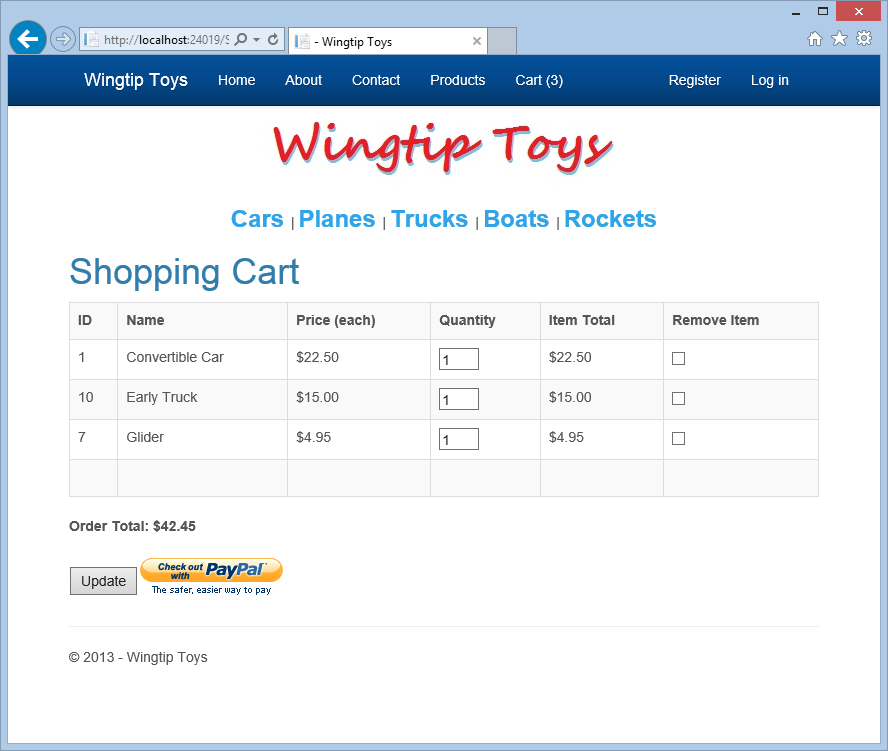 http://localhost:24019/S
- Wingtip Toys
Wingtip Toys Home About Contact Products Cart (3) Register Log in
Wingtip Toys
Cars | Planes | Trucks | Boats | Rockets
Shopping Cart
ID Name Price (each) Quantity Item Total Remove Item
1 Convertible Car $22.50 1 $22.50
10 Early Truck $15.00 1 $15.00
7 Glider $4.95 1 $4.95
Order Total: $42.45
Update
Check out
with PayPal
The safer, easier way to pay
© 2013 - Wingtip Toys